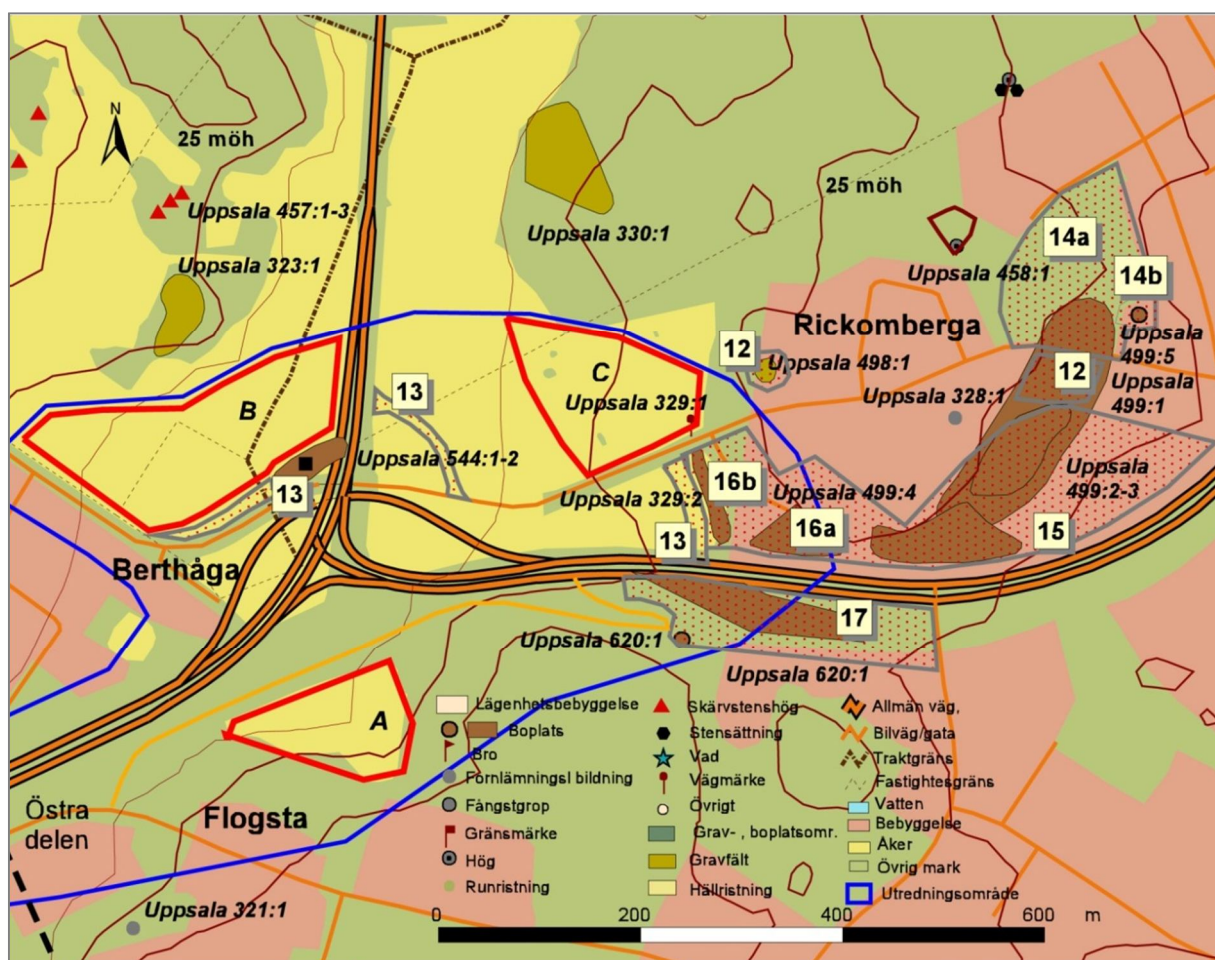 N
25 möh
Uppsala 457:1-3
Uppsala 323:1
Uppsala 330:1
25 möh
14a
Uppsala 458:1
14b
Rickomberga
B
C
12
Uppsala 498:1
Uppsala
499:5
13
Uppsala 329:1
Uppsala 328:1
12
Uppsala
499:1
Uppsala 544:1-2
13
Uppsala 329:2
16b
Uppsala 499:4
Uppsala
499:2-3
13
16a
15
Berthåga
17
Uppsala 620:1
Uppsala 620:1
A
Östra
delen
Flogsta
Uppsala 321:1
Lägenhetsbebyggelse
Boplats
Bro
Fornlämningsl bildning
Fångstgrop
Gränsmärke
Hög
Runristning
Skärvstenshög
Stensättning
Vad
Vägmärke
Övrigt
Grav- , boplatsomr.
Gravfält
Hällristning
Allmän väg,
Bilväg/gata
Traktgräns
Fastightesgräns
Vatten
Bebyggelse
Åker
Övrig mark
Utredningsområde
0 200 400 600 m